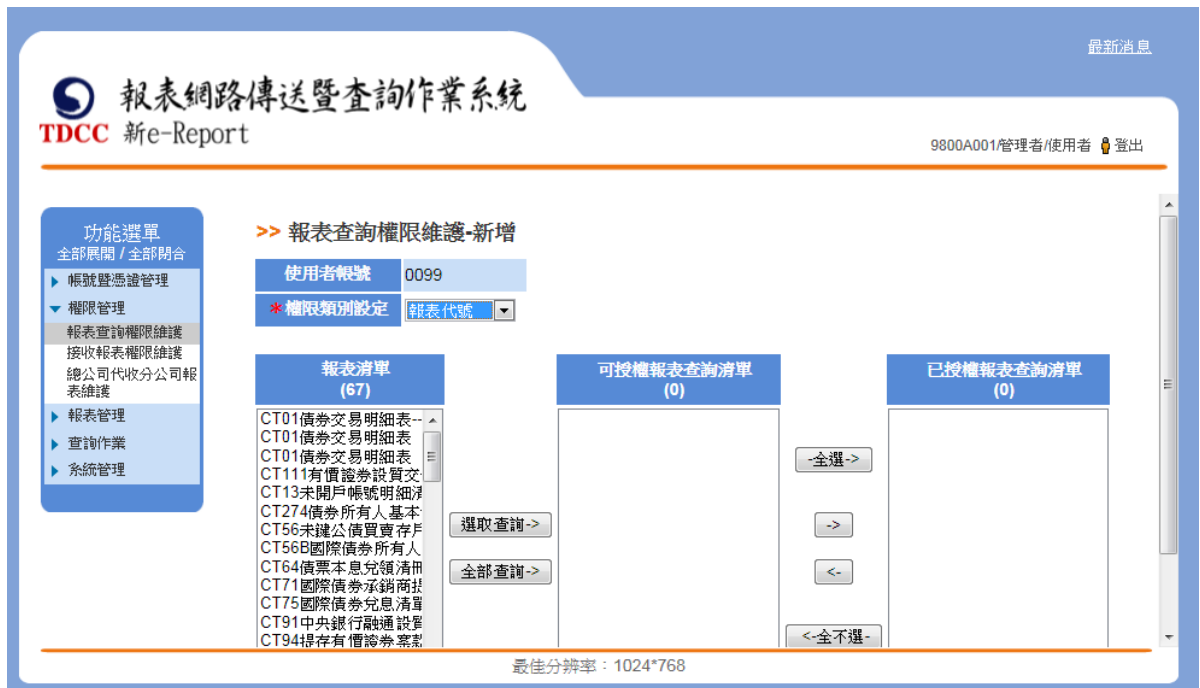 最新消息
報表網路傳送暨查詢作業系統
TDCC 新e-Report
9800A001/管理者/使用者 登出
功能選單
全部展開 / 全部閉合
帳號暨憑證管理
權限管理
報表查詢權限維護
接收報表權限維護
總公司代收分公司報
表維護
報表管理
查詢作業
系統管理
>> 報表查詢權限維護-新增
使用者帳號 0099
*權限類別設定 報表代號
報表清單
(67)
可授權報表查詢清單
(0)
已授權報表查詢清單
(0)
CT01債券交易明細表--
CT01債券交易明細表
CT01債券交易明細表
CT111有價證券設質交
CT13未開戶帳號明細清
CT274債券所有人基本
CT56未鍵公債買賣存戶
CT56B國際債券所有人
CT64債票本息兌領清冊
CT71國際債券承銷商
CT75國際債券兌息清單
CT91中央銀行融通設質
CT94提存有價證券
選取查詢->
全部查詢->
-全選->
->
<-
<-全不選-
最佳分辨率：1024*768